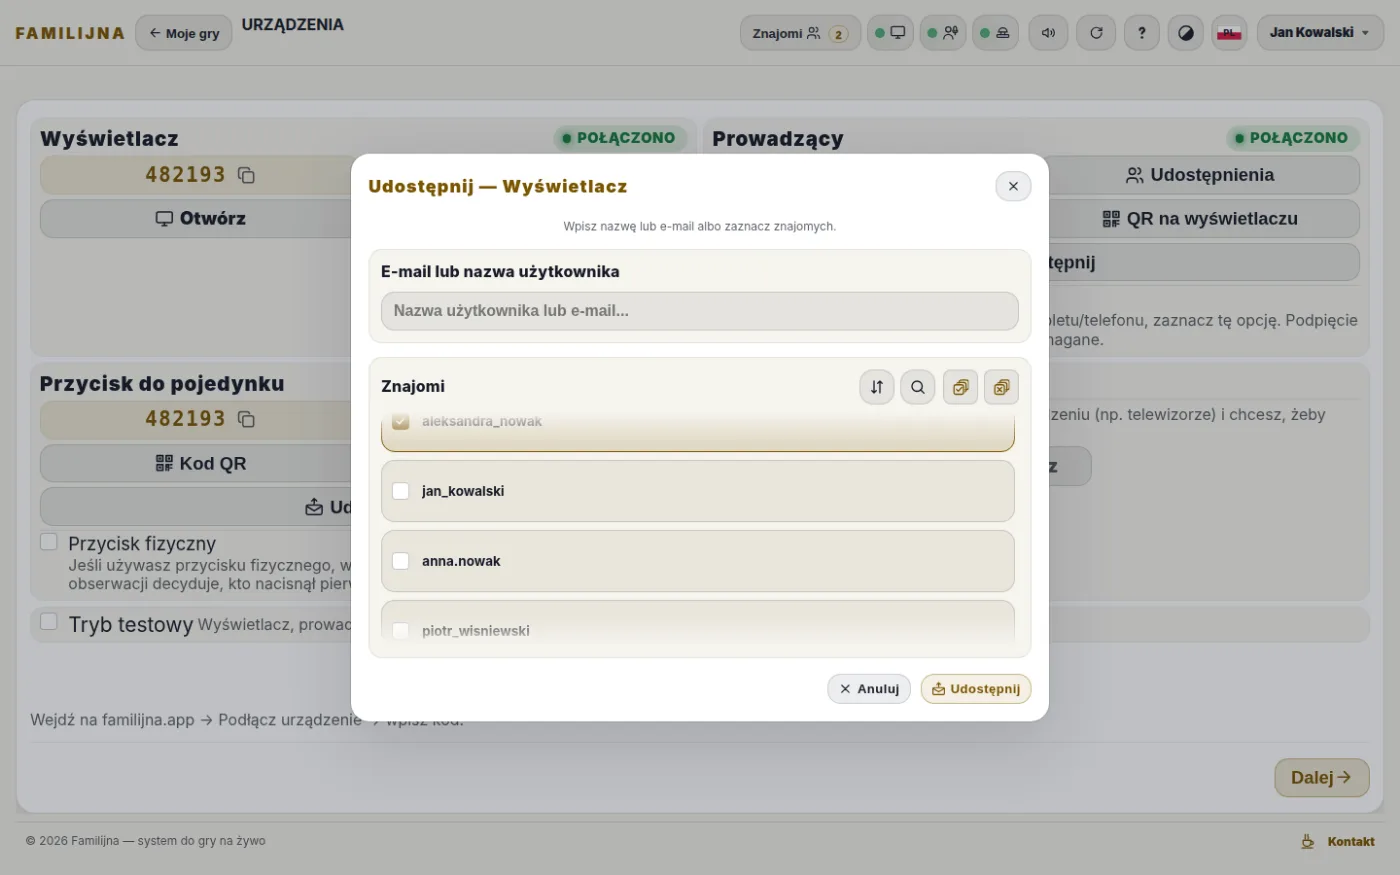 FAMILIJNA
Moje gry
URZĄDZENIA
Znajomi 2
?
PL
Jan Kowalski
Wyświetlacz
POŁĄCZONO
482193
Otwórz
Prowadzący
POŁĄCZONO
Udostępnienia
QR na wyświetlaczu
letu/telefonu, zaznacz tę opcję. Podpięcie
Przycisk do pojedynku
482193
Kod QR
Ud
Przycisk fizyczny
Jeśli używasz przycisku fizycznego, w
obserwacji decyduje, kto nacisnął pier
zeniu (np. telewizorze) i chcesz, żeby
z
Tryb testowy Wyświetlacz, prowad
Udostępnij — Wyświetlacz
Wpisz nazwę lub e-mail albo zaznacz znajomych.
E-mail lub nazwa użytkownika
Nazwa użytkownika lub e-mail...
Znajomi
aleksandra_nowak
jan_kowalski
anna.nowak
piotr_wisniewski
Anuluj
Udostępnij
Wejdź na familijna.app → Podłącz urządzenie → wpisz kod.
Dalej →
© 2026 Familijna — system do gry na żywo
Kontakt